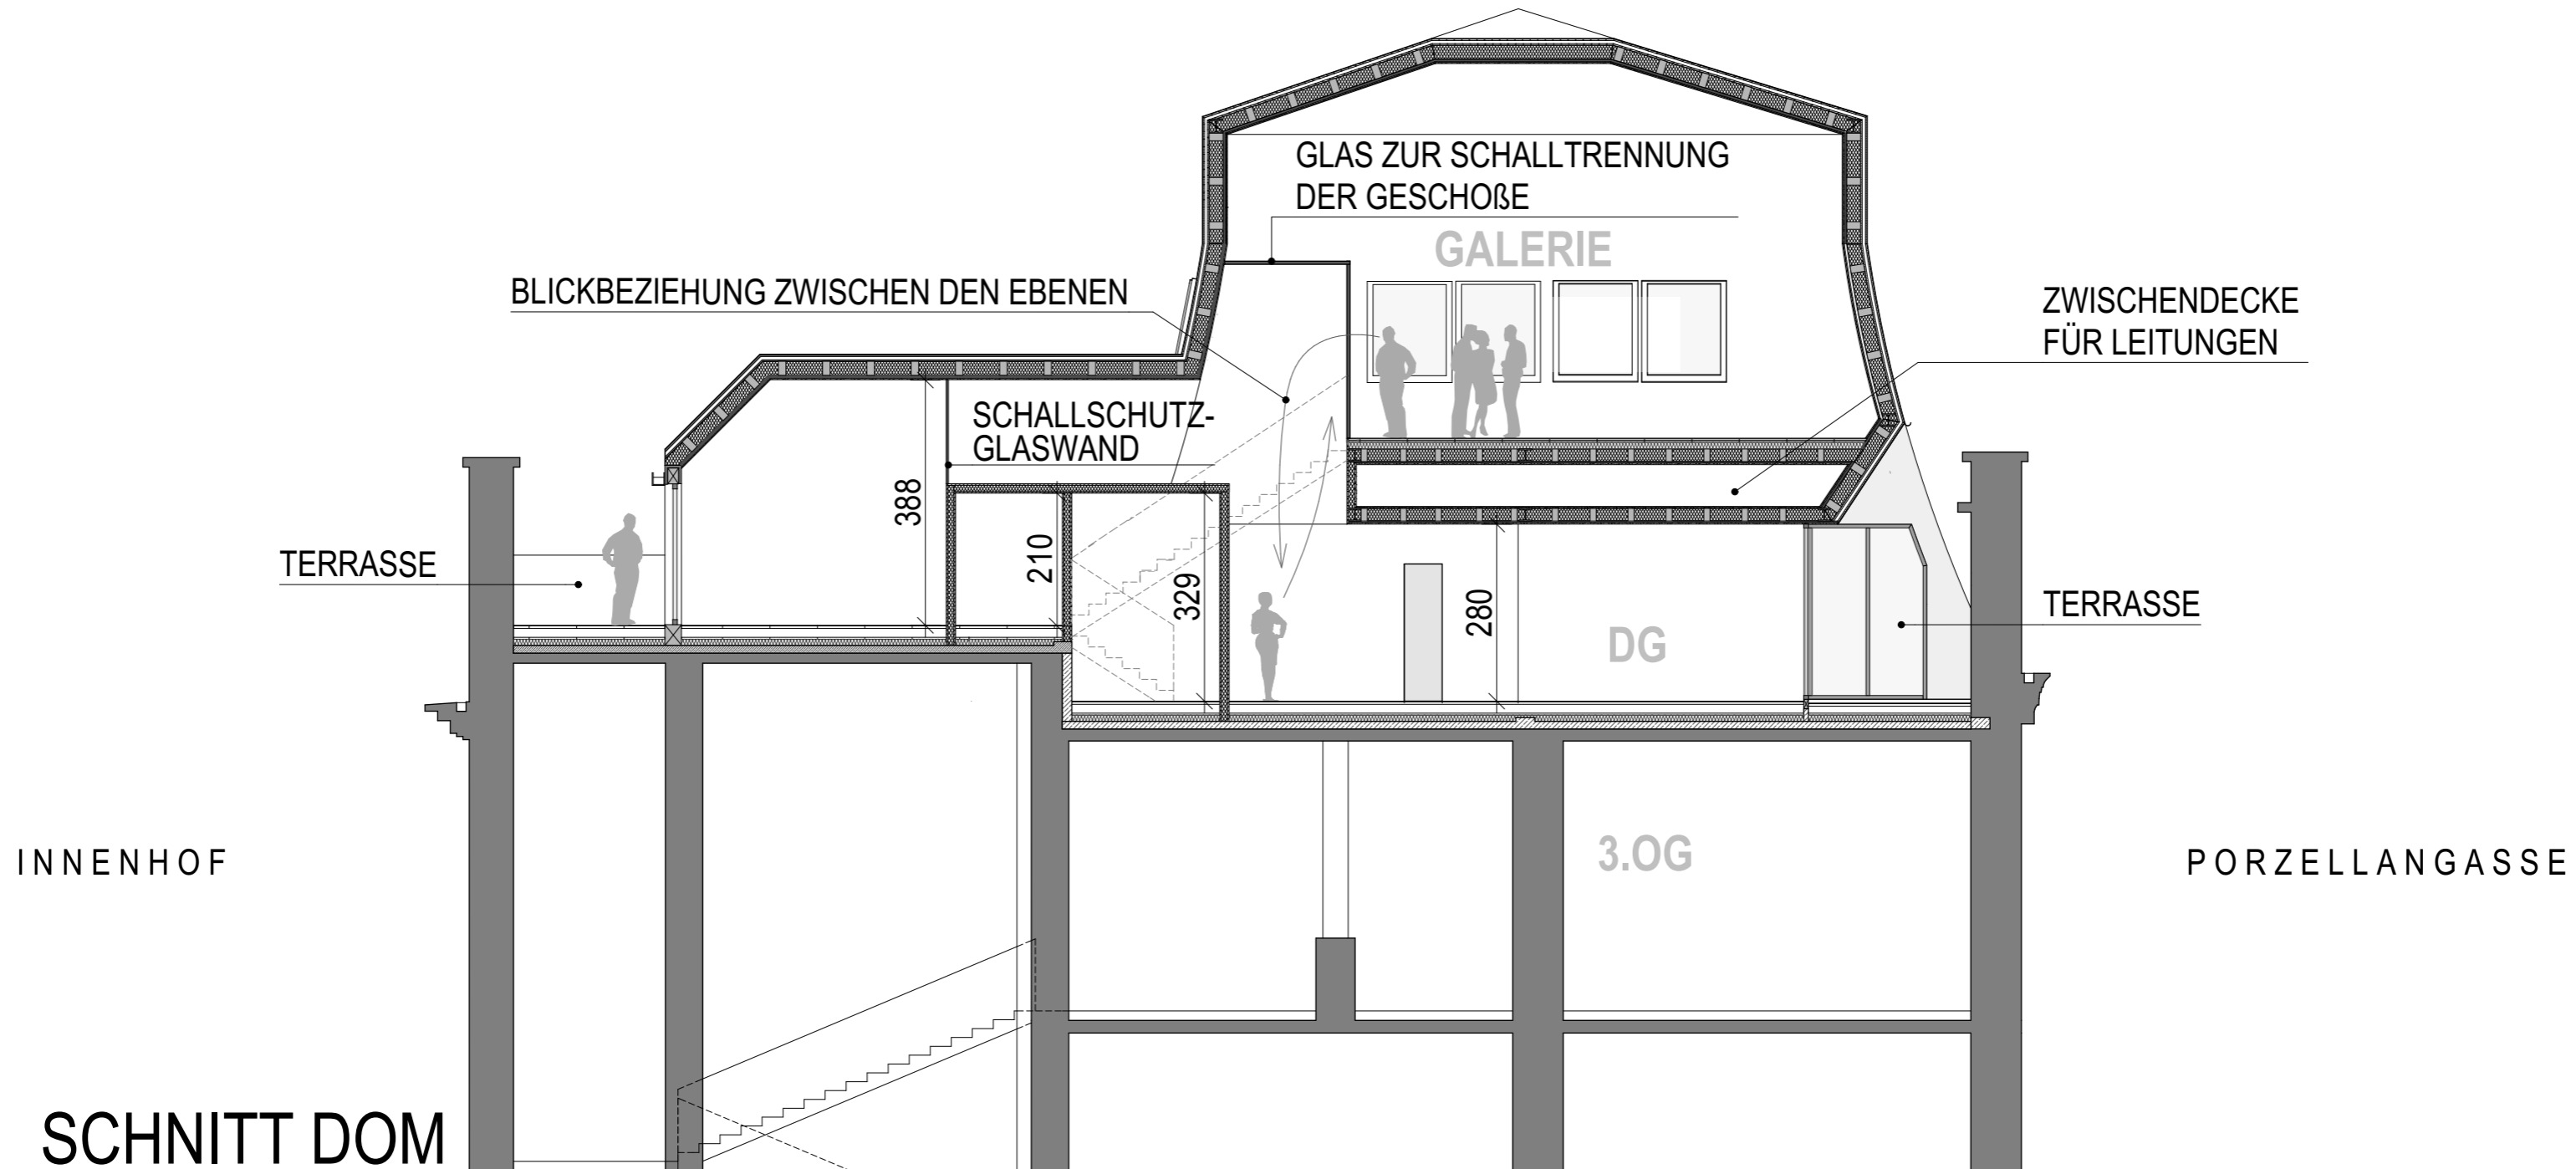 GLAS ZUR SCHALLTRENNUNG
DER GESCHOßE
GALERIE
BLICKBEZIEHUNG ZWISCHEN DEN EBENEN
ZWISCHENDECKE
FÜR LEITUNGEN
SCHALLSCHUTZ-
GLASWAND
388
210
329
280
TERRASSE
TERRASSE
DG
3.OG
INNENHOF
PORZELLANGASSE
SCHNITT DOM